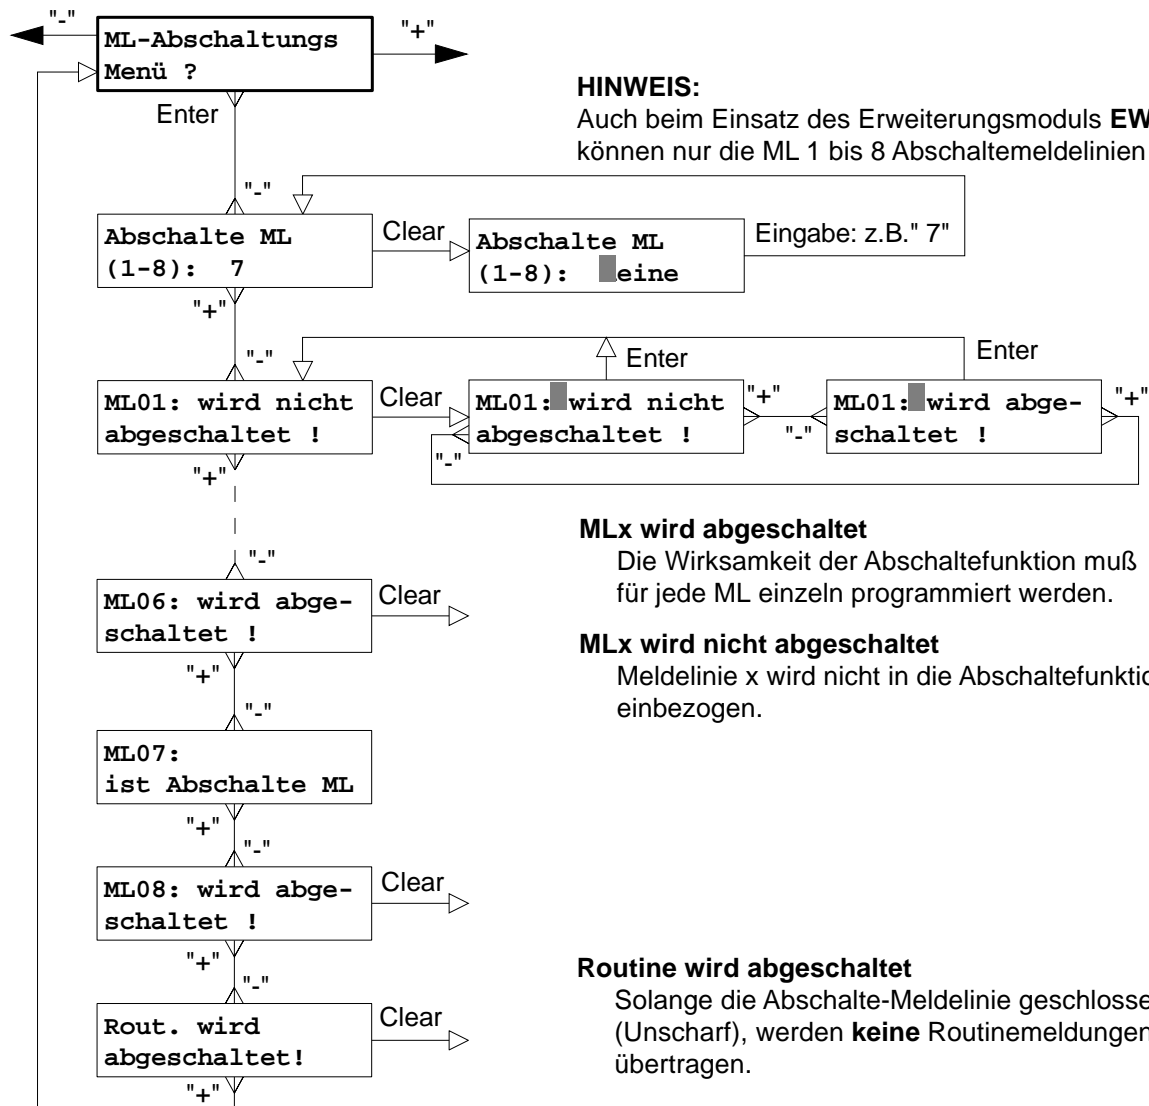 "-"
ML-Abschaltungs
Menü ?
"+"
Enter
HINWEIS:
Auch beim Einsatz des Erweiterungsmoduls EW
können nur die ML 1 bis 8 Abschaltemeldelinien
"-"
Abschalte ML
(1-8): 7
Clear
Abschalte ML
(1-8): eine
Eingabe: z.B." 7"
"+"
"-"
ML01: wird nicht
abgeschaltet !
Clear
Enter
ML01: wird nicht
abgeschaltet !
"-"
"+"
"-"
Enter
ML01: wird abge-
schaltet !
"+"
"+"
MLx wird abgeschaltet
Die Wirksamkeit der Abschaltefunktion muß
für jede ML einzeln programmiert werden.
"-"
ML06: wird abge-
schaltet !
Clear
"+"
MLx wird nicht abgeschaltet
Meldelinie x wird nicht in die Abschaltefunktio
einbezogen.
"-"
ML07:
ist Abschalte ML
"+"
"-"
ML08: wird abge-
schaltet !
Clear
"+"
"-"
Rout. wird
abgeschaltet!
Clear
"+"
Routine wird abgeschaltet
Solange die Abschalte-Meldelinie geschlosse
(Unscharf), werden keine Routinemeldungen
übertragen.